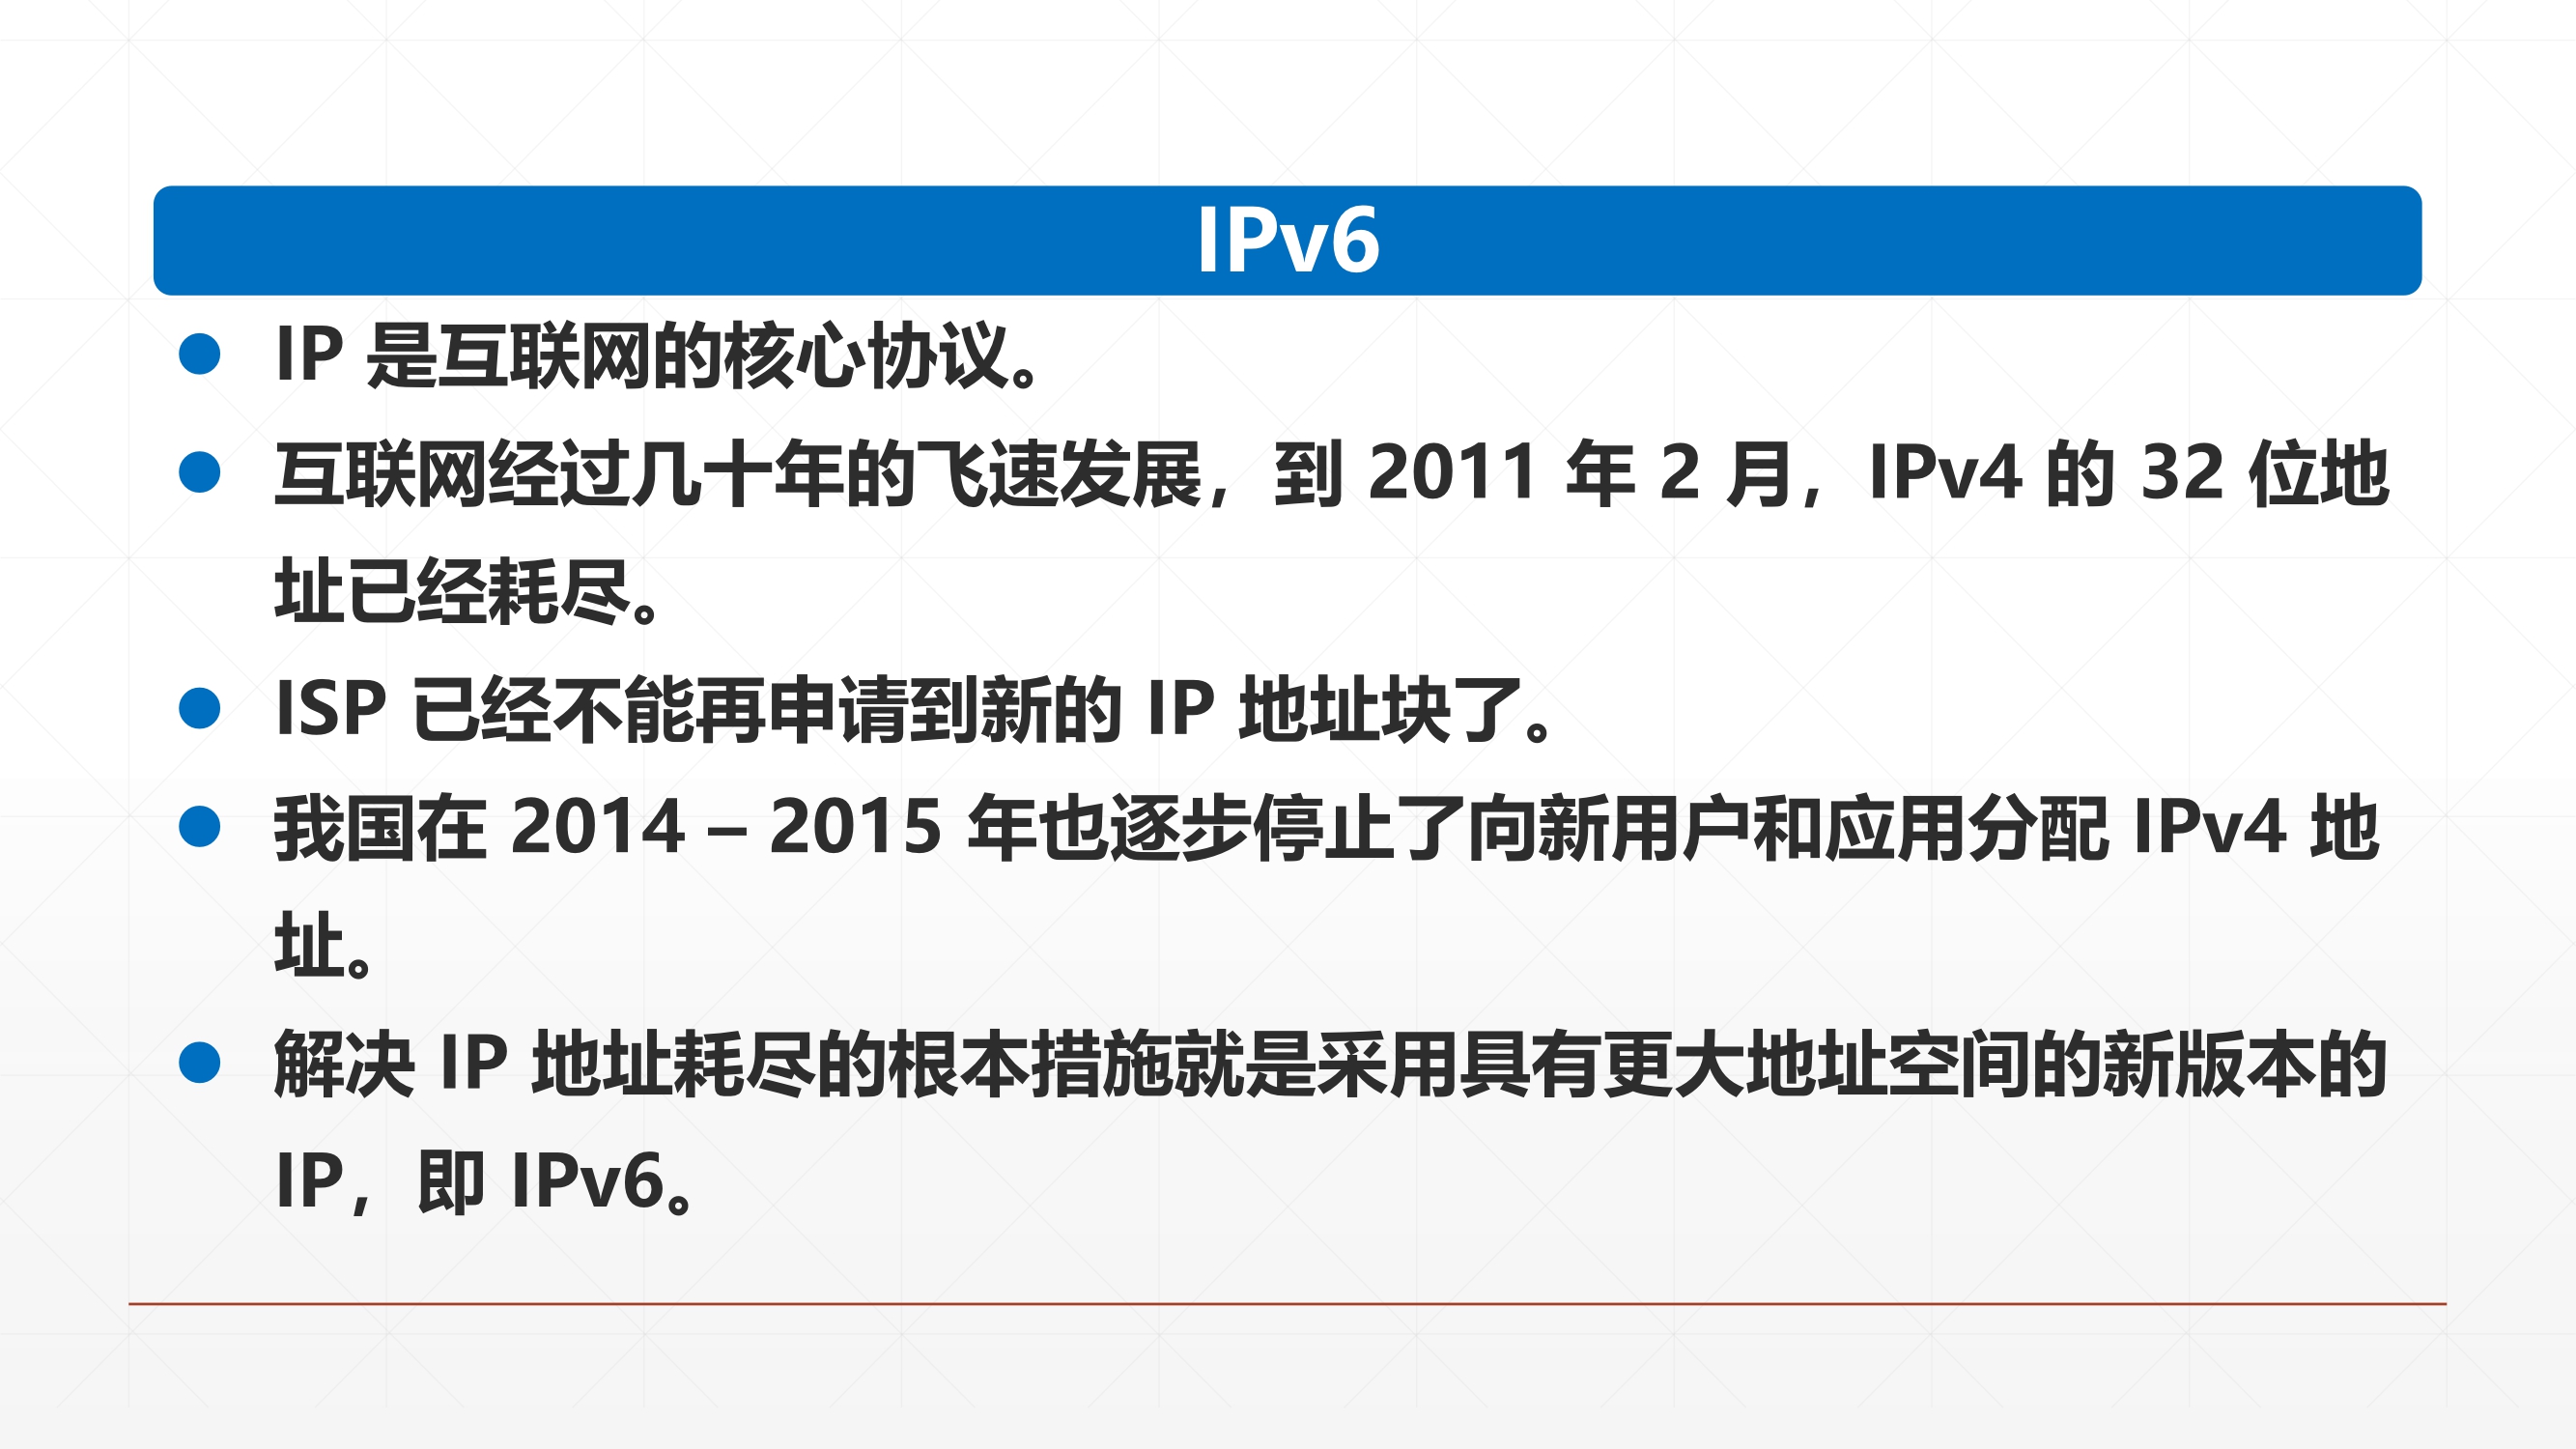 IPv6
IP 是互联网的核心协议。
互联网经过几十年的飞速发展，到 2011 年 2 月，IPv4 的 32 位地
址已经耗尽。
ISP 已经不能再申请到新的 IP 地址块了。
我国在 2014 – 2015 年也逐步停止了向新用户和应用分配 IPv4 地
址。
解决 IP 地址耗尽的根本措施就是采用具有更大地址空间的新版本的
IP，即 IPv6。